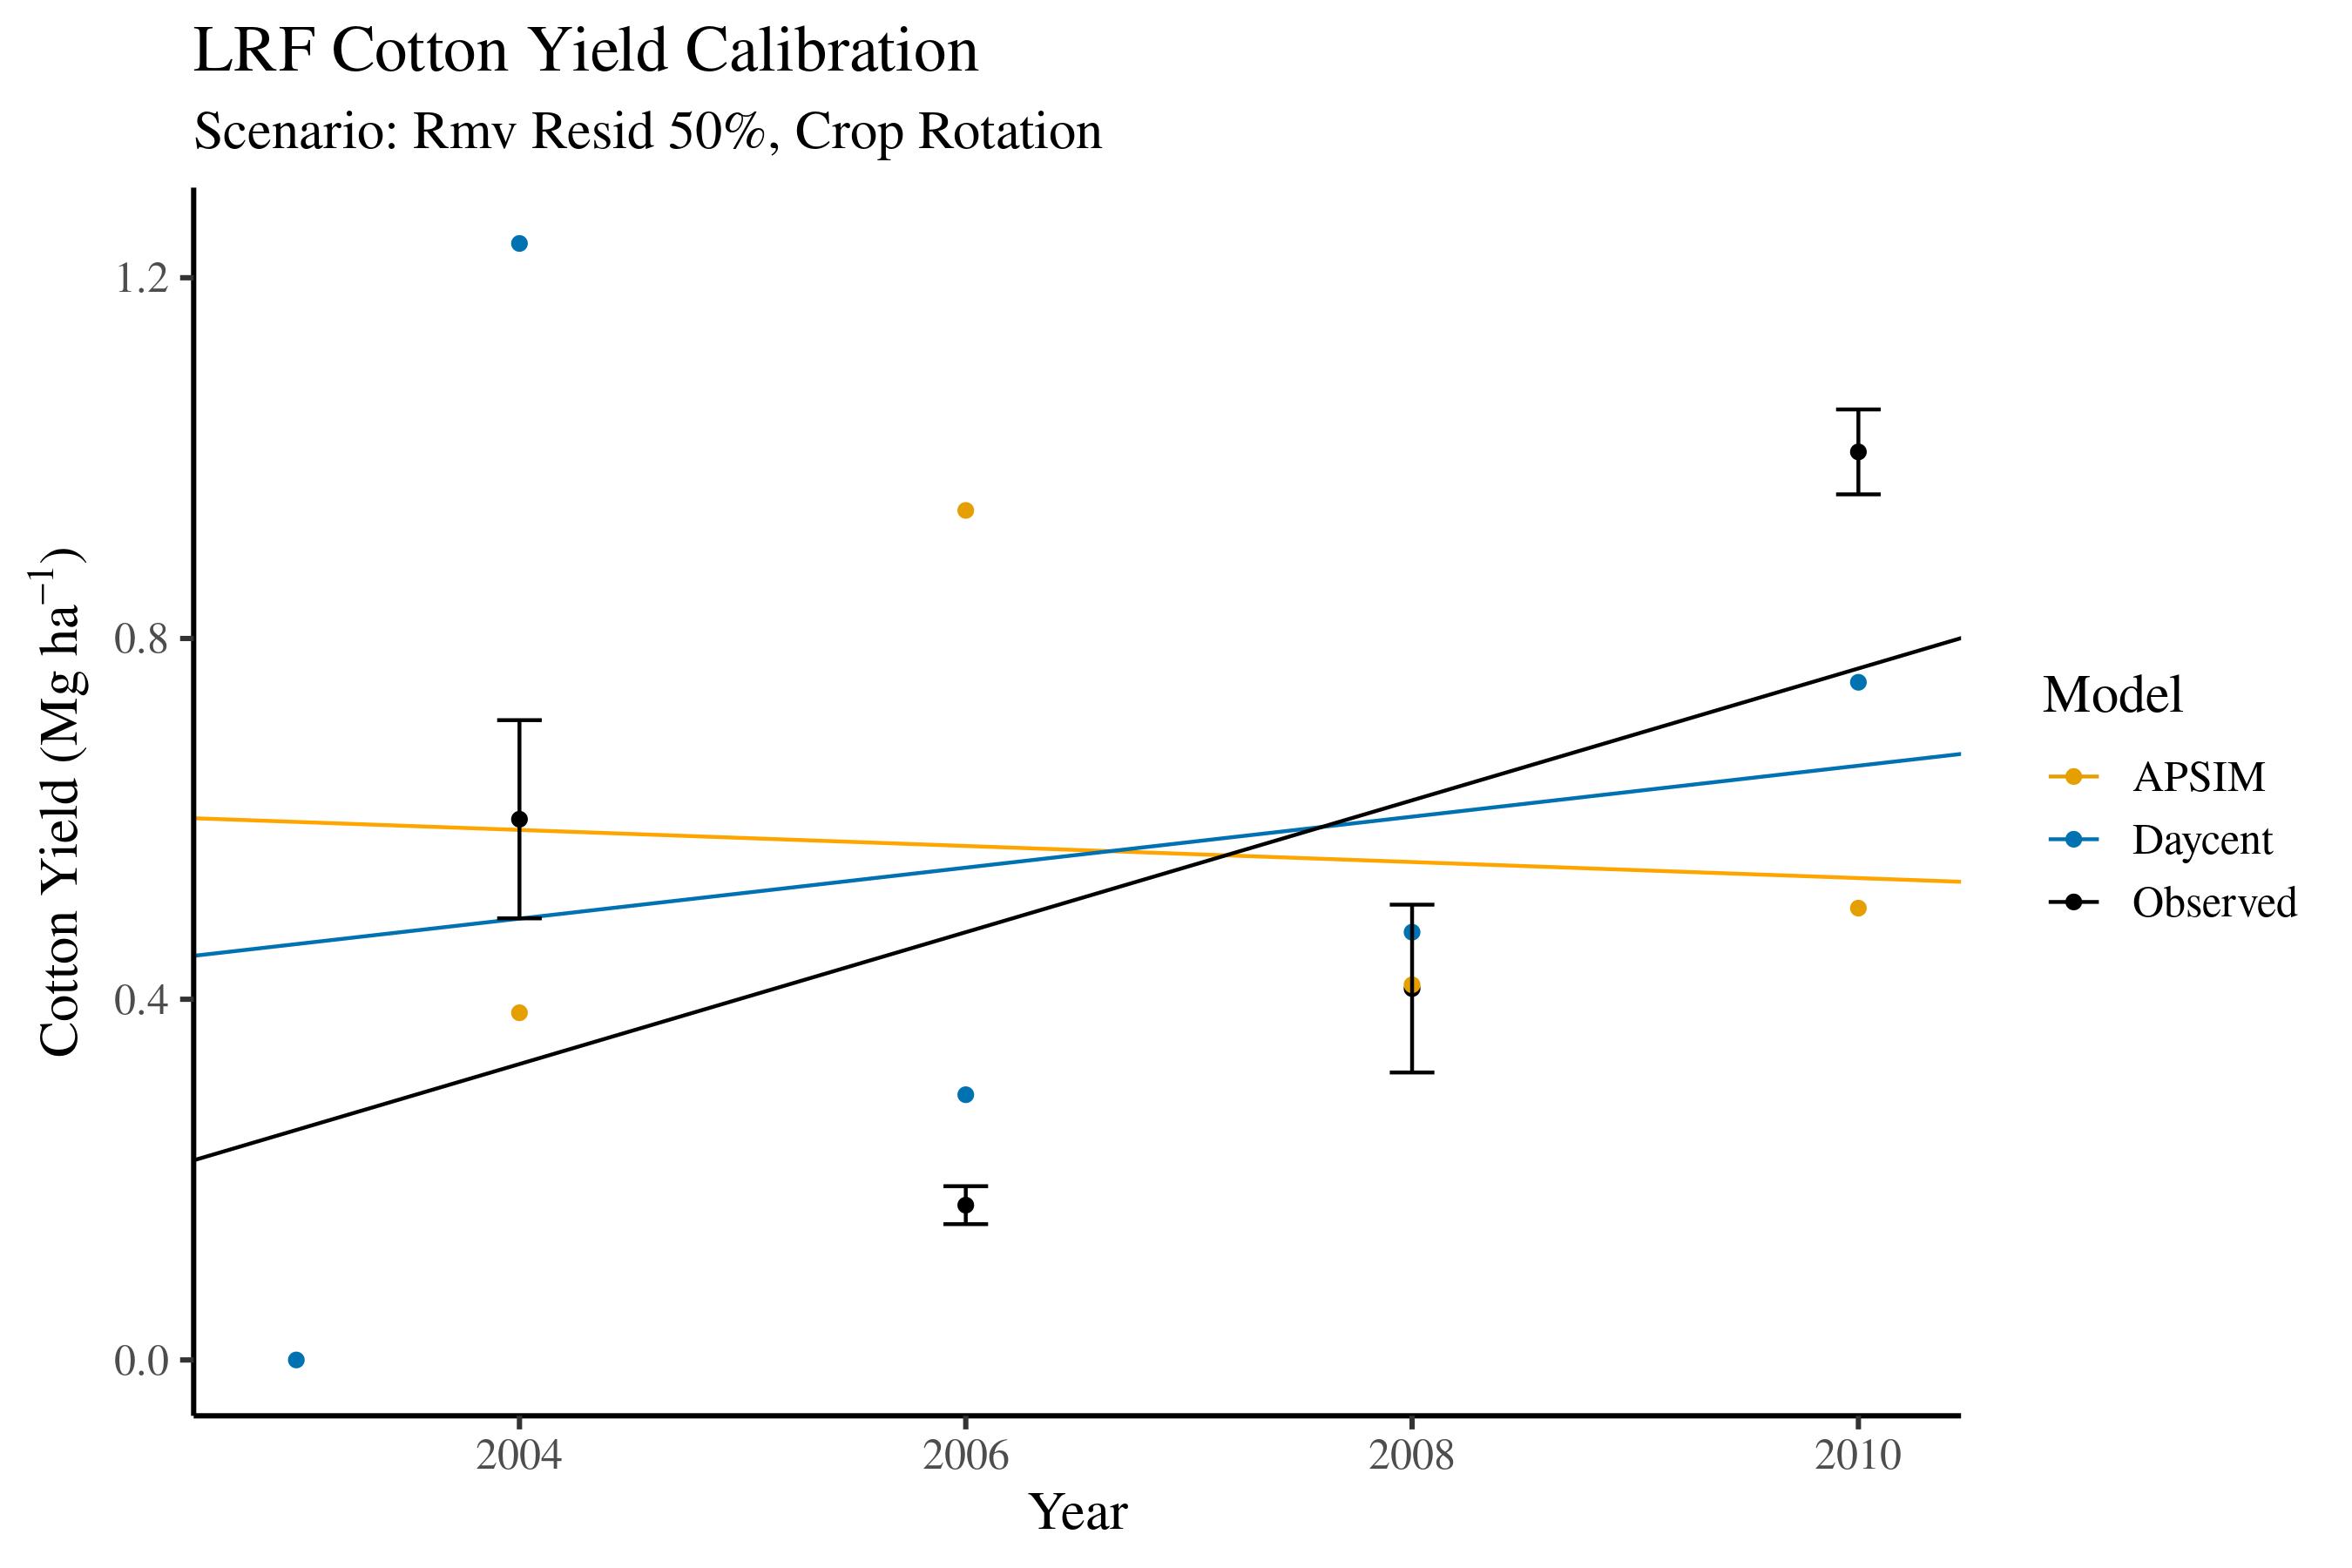 LRF Cotton Yield Calibration
Scenario: Rmv Resid 50%, Crop Rotation
Cotton Yield (Mg ha⁻¹)
1.2
0.8
0.4
0.0
2004
2006
2008
2010
Year
Model
APSIM
Daycent
Observed